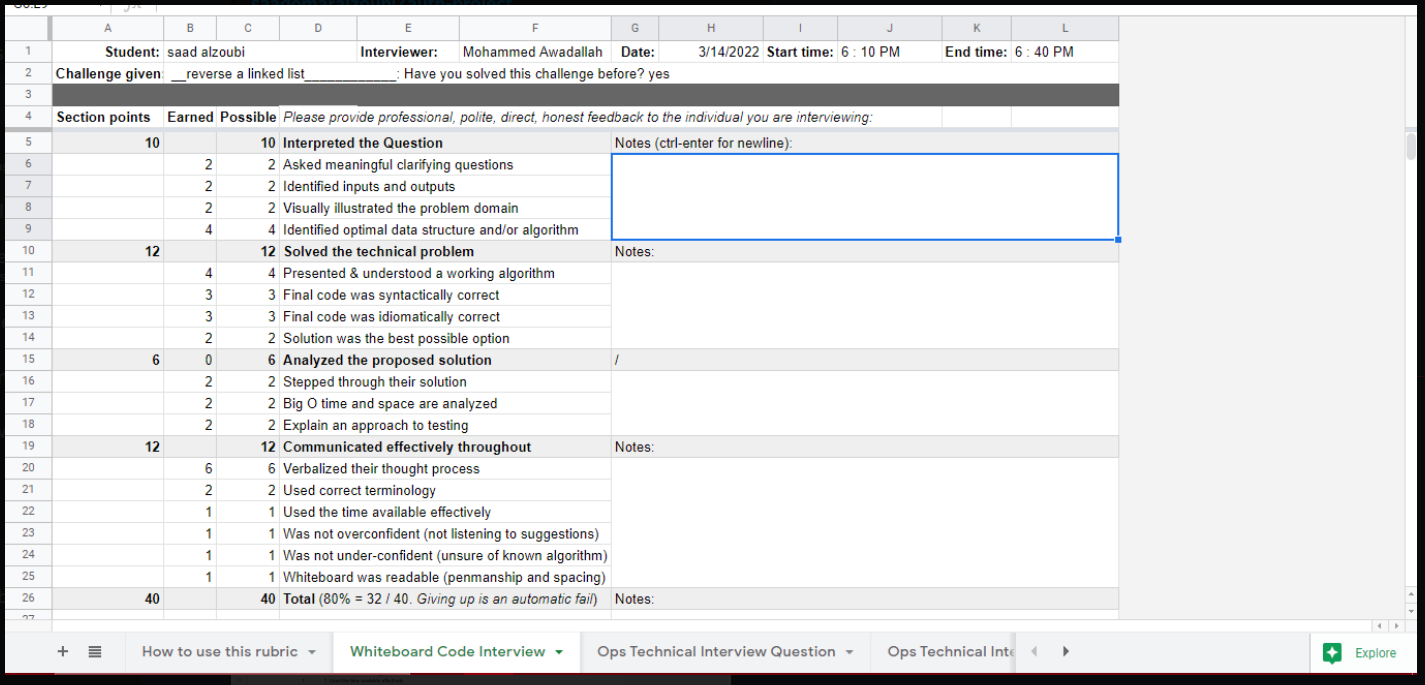 A B C D E F G H I J K L
1 Student: saad alzoubi Interviewer: Mohammed Awadallah Date: 3/14/2022 Start time: 6 : 10 PM End time: 6 : 40 PM
2 Challenge given: __reverse a linked list____________: Have you solved this challenge before? yes
3
4 Section points Earned Possible Please provide professional, polite, direct, honest feedback to the individual you are interviewing:
5 10 10 Interpreted the Question Notes (ctrl-enter for newline):
6 2 2 Asked meaningful clarifying questions
7 2 2 Identified inputs and outputs
8 2 2 Visually illustrated the problem domain
9 4 4 Identified optimal data structure and/or algorithm
10 12 12 Solved the technical problem Notes:
11 4 4 Presented & understood a working algorithm
12 3 3 Final code was syntactically correct
13 3 3 Final code was idiomatically correct
14 2 2 Solution was the best possible option
15 6 0 6 Analyzed the proposed solution /
16 2 2 Stepped through their solution
17 2 2 Big O time and space are analyzed
18 2 2 Explain an approach to testing
19 12 12 Communicated effectively throughout Notes:
20 6 6 Verbalized their thought process
21 2 2 Used correct terminology
22 1 1 Used the time available effectively
23 1 1 Was not overconfident (not listening to suggestions)
24 1 1 Was not under-confident (unsure of known algorithm)
25 1 1 Whiteboard was readable (penmanship and spacing)
26 40 40 Total (80% = 32 / 40. Giving up is an automatic fail) Notes:
27
How to use this rubric Whiteboard Code Interview Ops Technical Interview Question Ops Technical Inte Explore